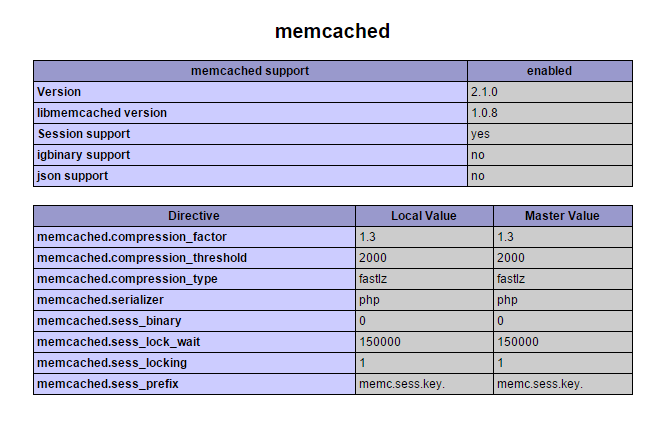 memcached
memcached support enabled
Version 2.1.0
libmemcached version 1.0.8
Session support yes
igbinary support no
json support no
Directive Local Value Master Value
memcached.compression_factor 1.3 1.3
memcached.compression_threshold 2000 2000
memcached.compression_type fastlz fastlz
memcached.serializer php php
memcached.sess_binary 0 0
memcached.sess_lock_wait 150000 150000
memcached.sess_locking 1 1
memcached.sess_prefix memc.sess.key. memc.sess.key.